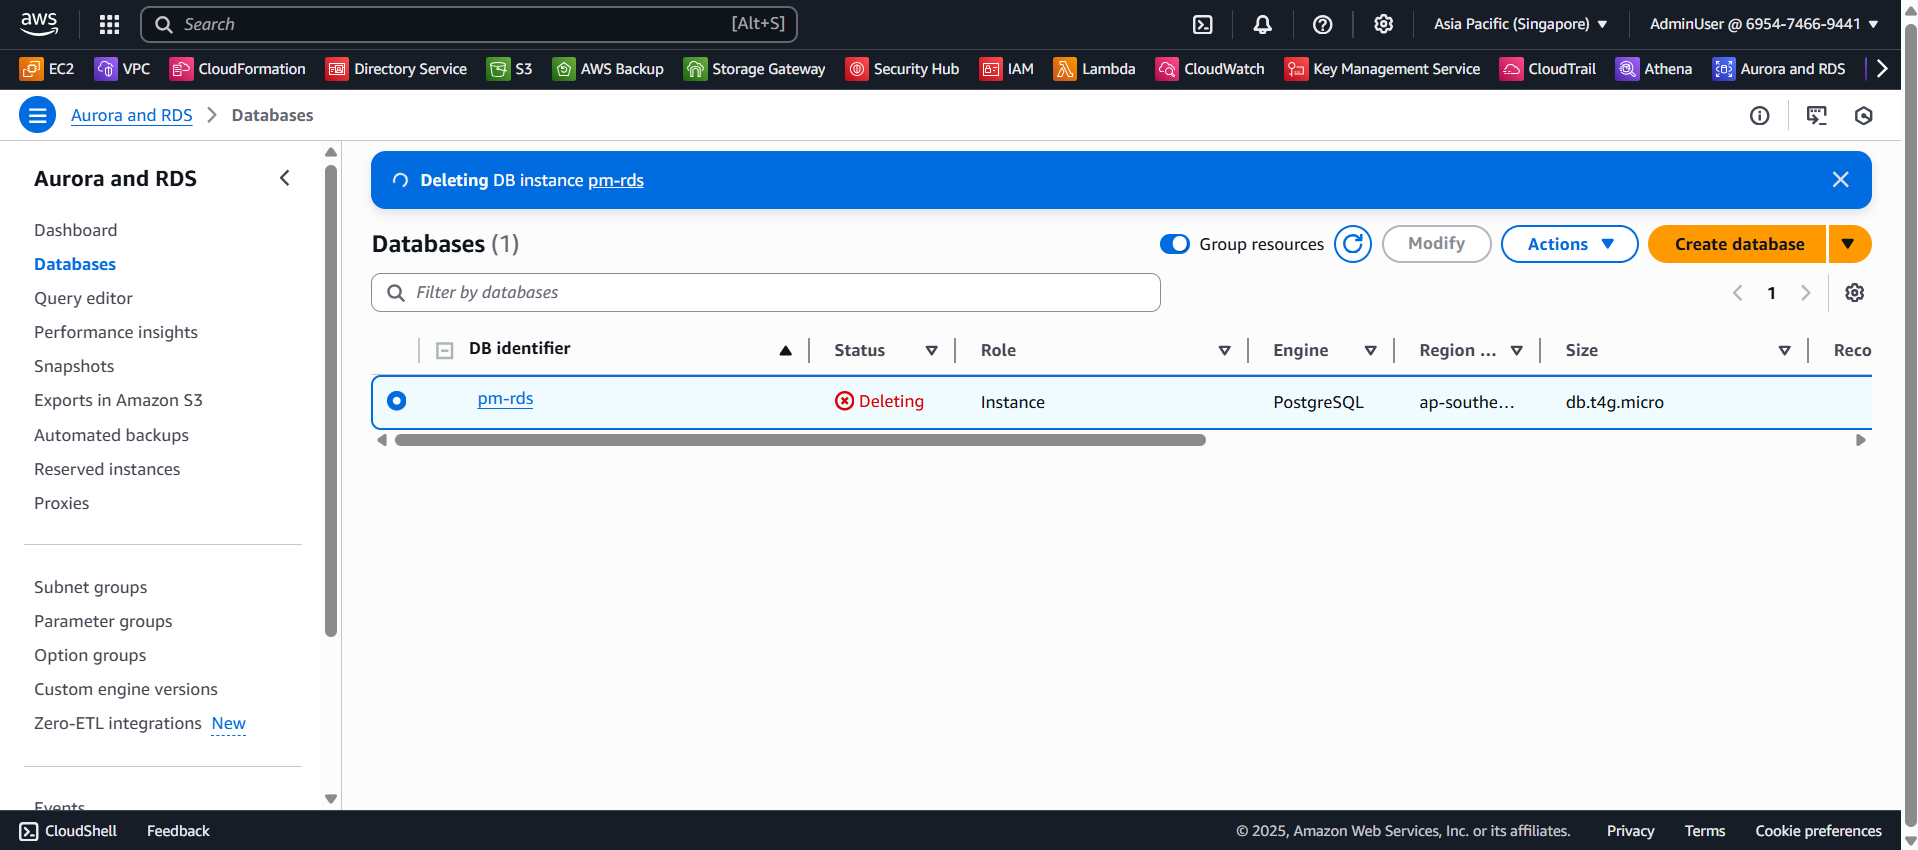 aws
Search [Alt+S]
Asia Pacific (Singapore)
AdminUser @ 6954-7466-9441
EC2
VPC
CloudFormation
Directory Service
S3
AWS Backup
Storage Gateway
Security Hub
IAM
Lambda
CloudWatch
Key Management Service
CloudTrail
Athena
Aurora and RDS
Aurora and RDS > Databases
Aurora and RDS
Dashboard
Databases
Query editor
Performance insights
Snapshots
Exports in Amazon S3
Automated backups
Reserved instances
Proxies
Subnet groups
Parameter groups
Option groups
Custom engine versions
Zero-ETL integrations New
Events
Deleting DB instance pm-rds
Databases (1)
Group resources
Modify
Actions
Create database
Filter by databases
1
DB identifier Status Role Engine Region ... Size Reco
pm-rds Deleting Instance PostgreSQL ap-southe... db.t4g.micro
CloudShell Feedback
© 2025, Amazon Web Services, Inc. or its affiliates. Privacy Terms Cookie preferences